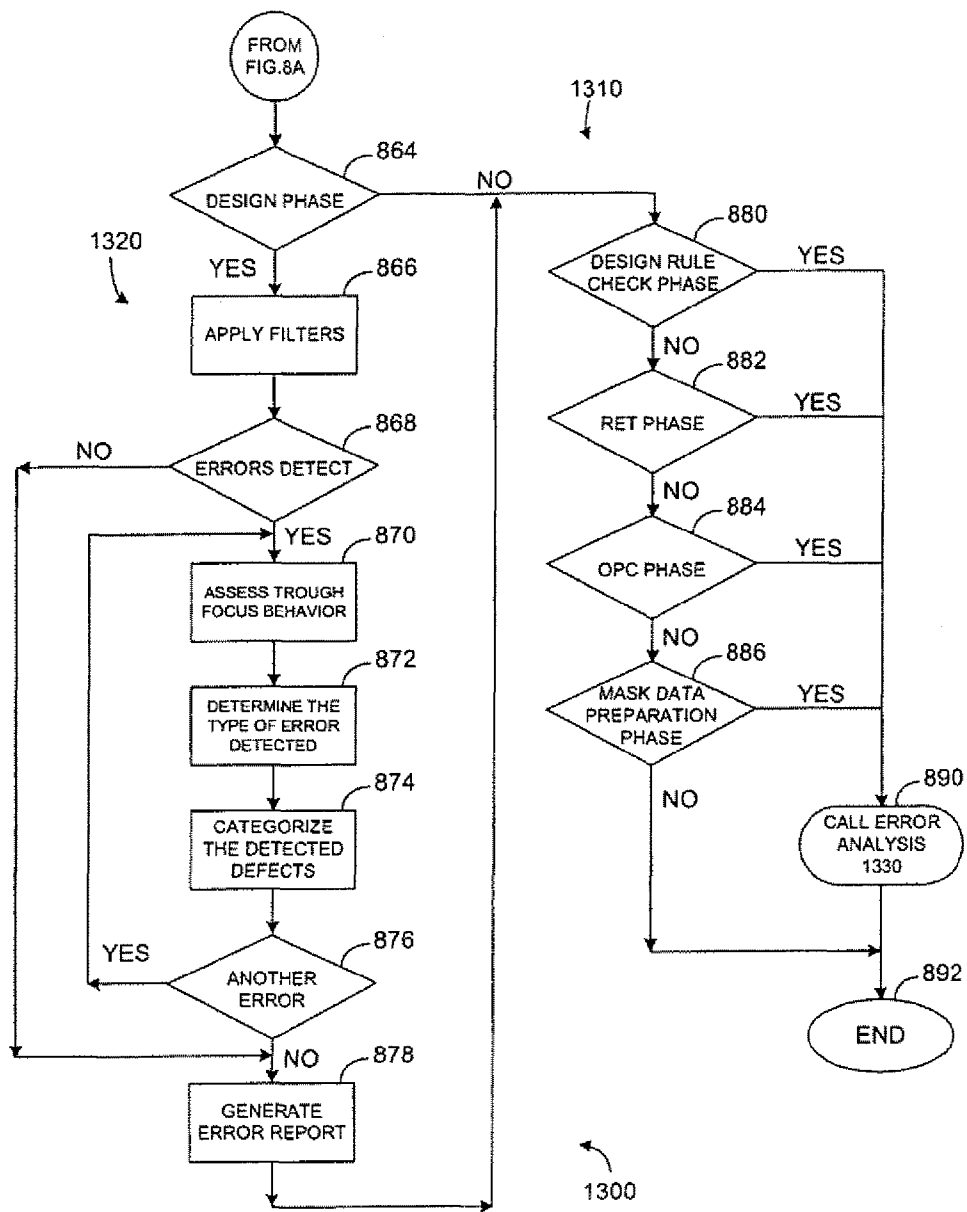 FROM
FIG.8A
1310
864
DESIGN PHASE
NO
1320
YES
866
APPLY FILTERS
868
NO
ERRORS DETECT
YES
870
ASSESS TROUGH
FOCUS BEHAVIOR
872
DETERMINE THE
TYPE OF ERROR
DETECTED
874
CATEGORIZE
THE DETECTED
DEFECTS
876
YES
ANOTHER
ERROR
NO
878
GENERATE
ERROR REPORT
880
DESIGN RULE
CHECK PHASE
YES
NO
882
RET PHASE
YES
NO
884
OPC PHASE
YES
NO
886
MASK DATA
PREPARATION
PHASE
YES
NO
890
CALL ERROR
ANALYSIS
1330
892
END
1300